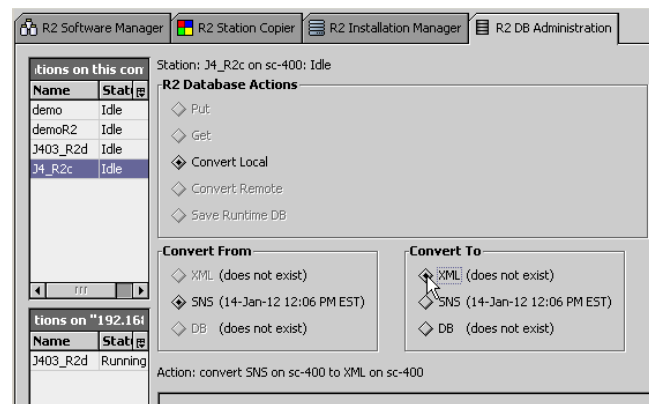 R2 Software Manager R2 Station Copier R2 Installation Manager R2 DB Administration
ations on this con
Name Stat
demo Idle
demoR2 Idle
J403_R2d Idle
J4_R2c Idle
tions on "192.168
Name Stat
J403_R2d Running
Station: J4_R2c on sc-400: Idle
R2 Database Actions
Put
Get
Convert Local
Convert Remote
Save Runtime DB
Convert From
XML (does not exist)
SNS (14-Jan-12 12:06 PM EST)
DB (does not exist)
Convert To
XML (does not exist)
SNS (14-Jan-12 12:06 PM EST)
DB (does not exist)
Action: convert SNS on sc-400 to XML on sc-400